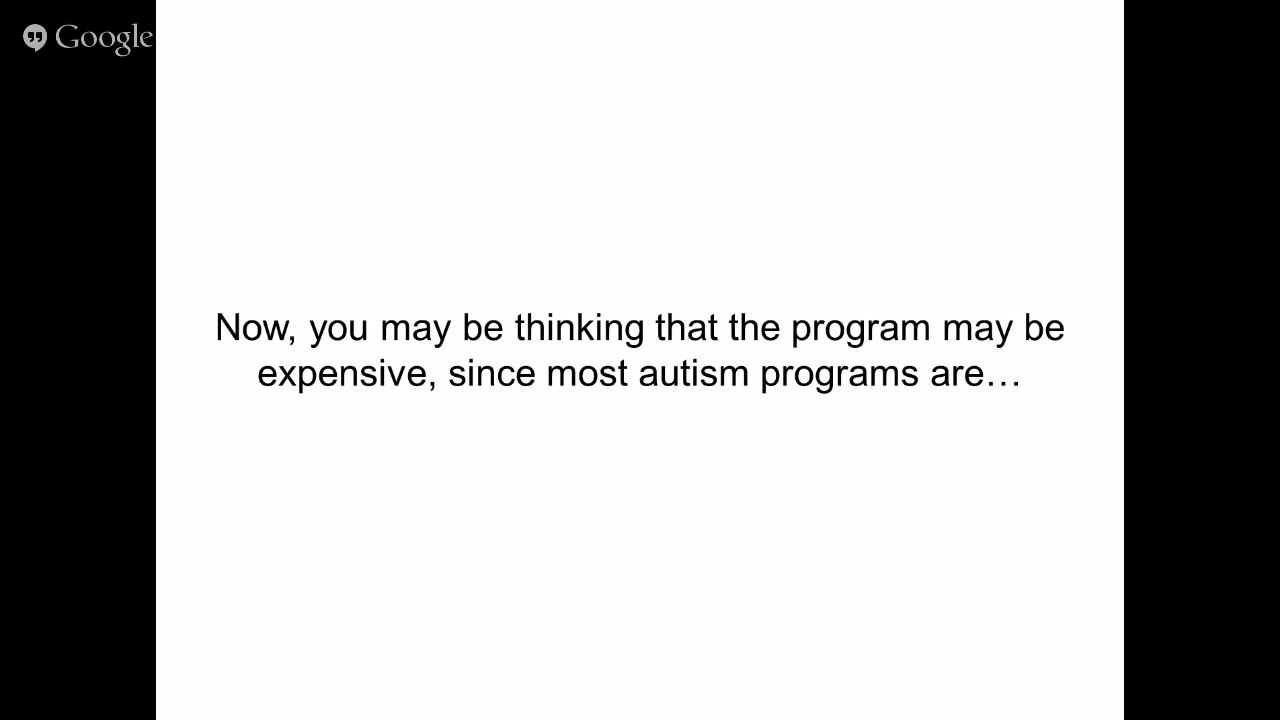 Google
Now, you may be thinking that the program may be
expensive, since most autism programs are…